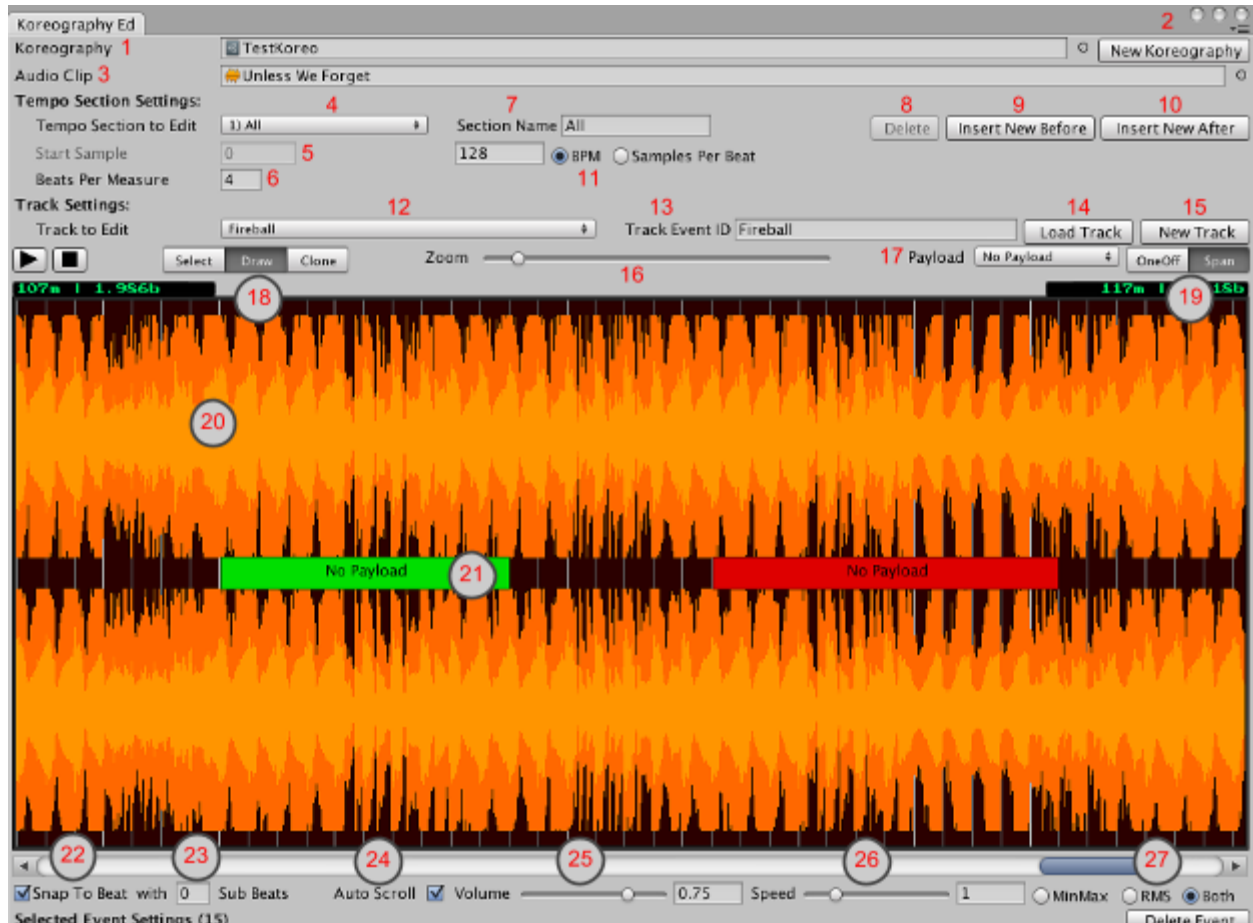 Koreography Ed
2
Koreography 1 TestKoreo New Koreography
Audio Clip 3 Unless We Forget
Tempo Section Settings: 4 7 8 9 10
Tempo Section to Edit 1) All Section Name All Delete Insert New Before Insert New After
Start Sample 0 5 128 BPM Samples Per Beat
Beats Per Measure 4 6 11
Track Settings: 12 13 14 15
Track to Edit Fireball Track Event ID Fireball Load Track New Track
Select Draw Clone Zoom 16 17 Payload No Payload OneOff Span
107m | 1.986b 18 117m 18b 19
20
No Payload 21 No Payload
22 23 24 25 26 27
Snap To Beat with 0 Sub Beats Auto Scroll Volume 0.75 Speed 1 MinMax RMS Both
Selected Event Settings (15) Delete Event